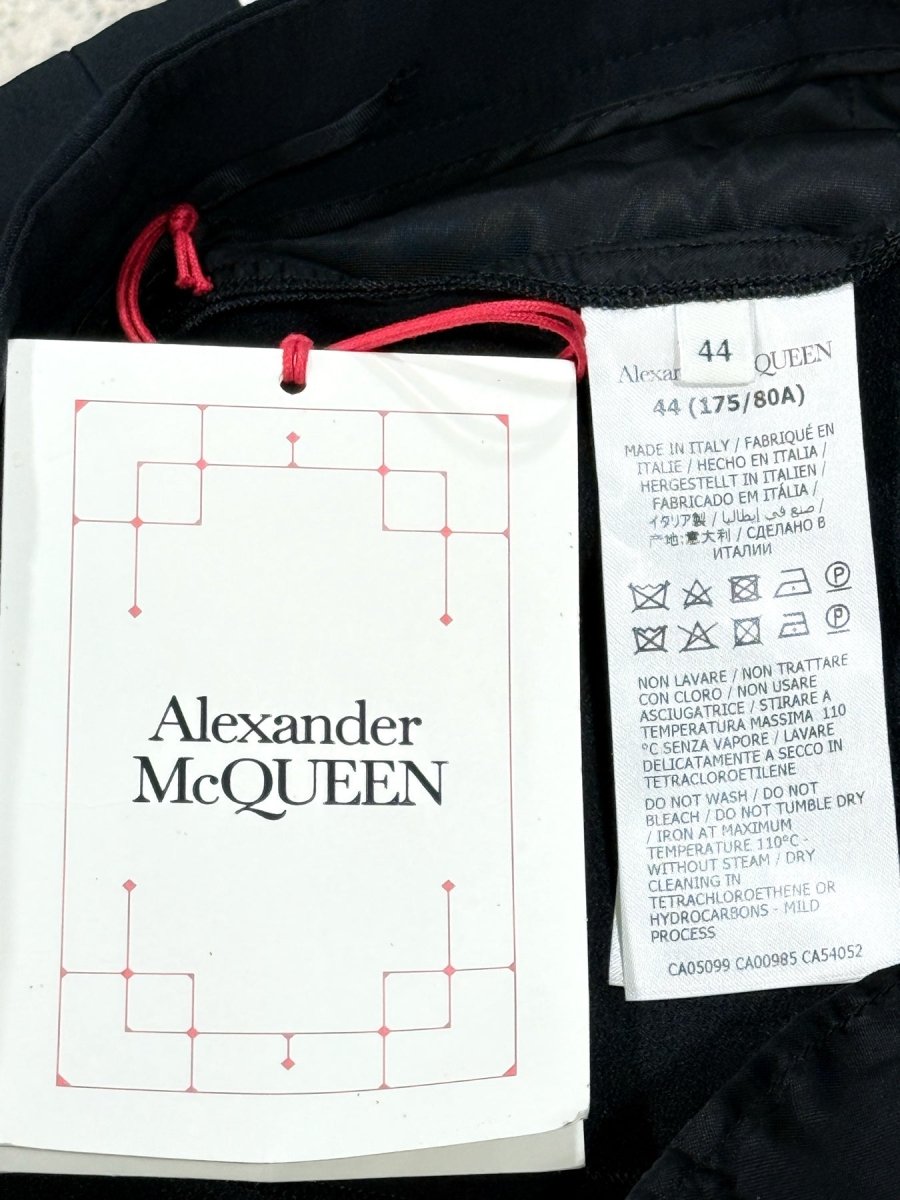 Alexander
McQUEEN
44
Alexan QUEEN
44 (175/80A)
MADE IN ITALY / FABRIQUÉ EN
ITALIE / HECHO EN ITALIA /
HERGESTELLT IN ITALIEN /
FABRICADO EM ITÁLIA /
イタリア製 / صنع في إيطاليا /
产地:意大利 / СДЕЛАНО В
ИТАЛИИ
P
P
NON LAVARE / NON TRATTARE
CON CLORO / NON USARE
ASCIUGATRICE / STIRARE A
TEMPERATURA MASSIMA 110
°C SENZA VAPORE / LAVARE
DELICATAMENTE A SECCO IN
TETRACLOROETILENE
DO NOT WASH / DO NOT
BLEACH / DO NOT TUMBLE DRY
/ IRON AT MAXIMUM
TEMPERATURE 110°C -
WITHOUT STEAM / DRY
CLEANING IN
TETRACHLOROETHENE OR
HYDROCARBONS - MILD
PROCESS
CA05099 CA00985 CA54052